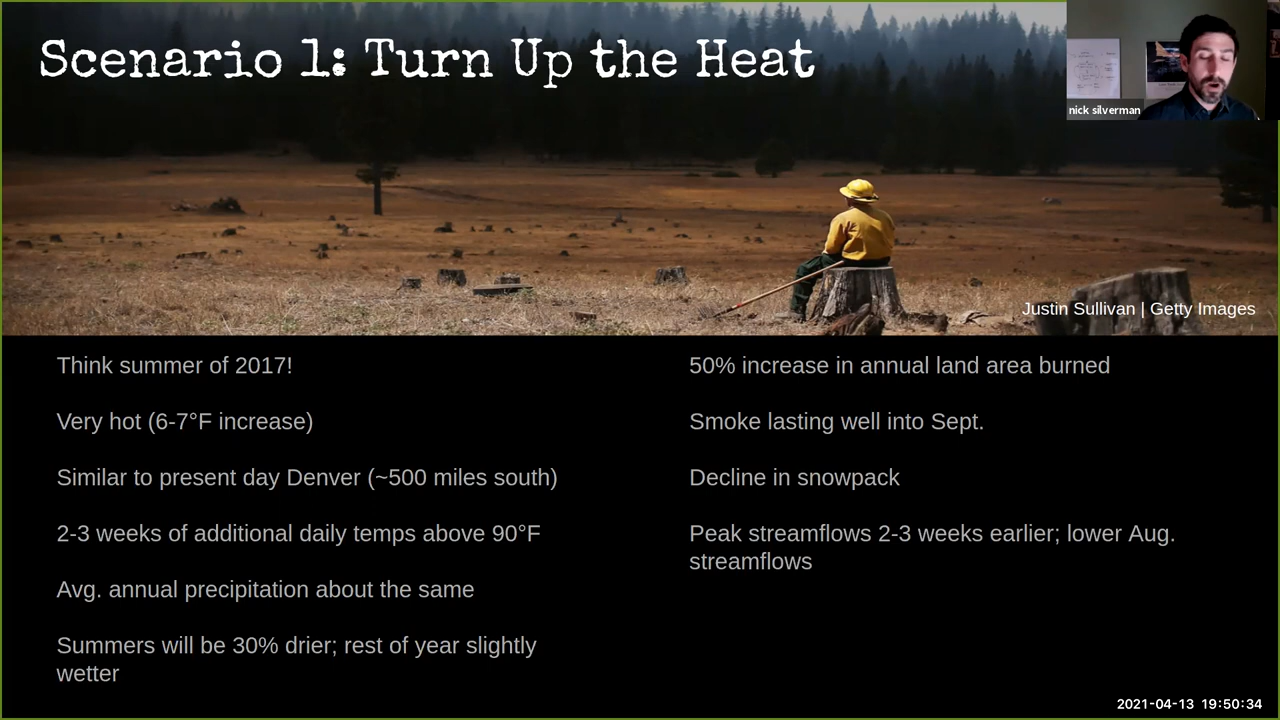 Scenario 1: Turn Up the Heat
nick silverman
Justin Sullivan | Getty Images
Think summer of 2017!
Very hot (6-7°F increase)
Similar to present day Denver (~500 miles south)
2-3 weeks of additional daily temps above 90°F
Avg. annual precipitation about the same
Summers will be 30% drier; rest of year slightly
wetter
50% increase in annual land area burned
Smoke lasting well into Sept.
Decline in snowpack
Peak streamflows 2-3 weeks earlier; lower Aug.
streamflows
2021-04-13 19:50:34